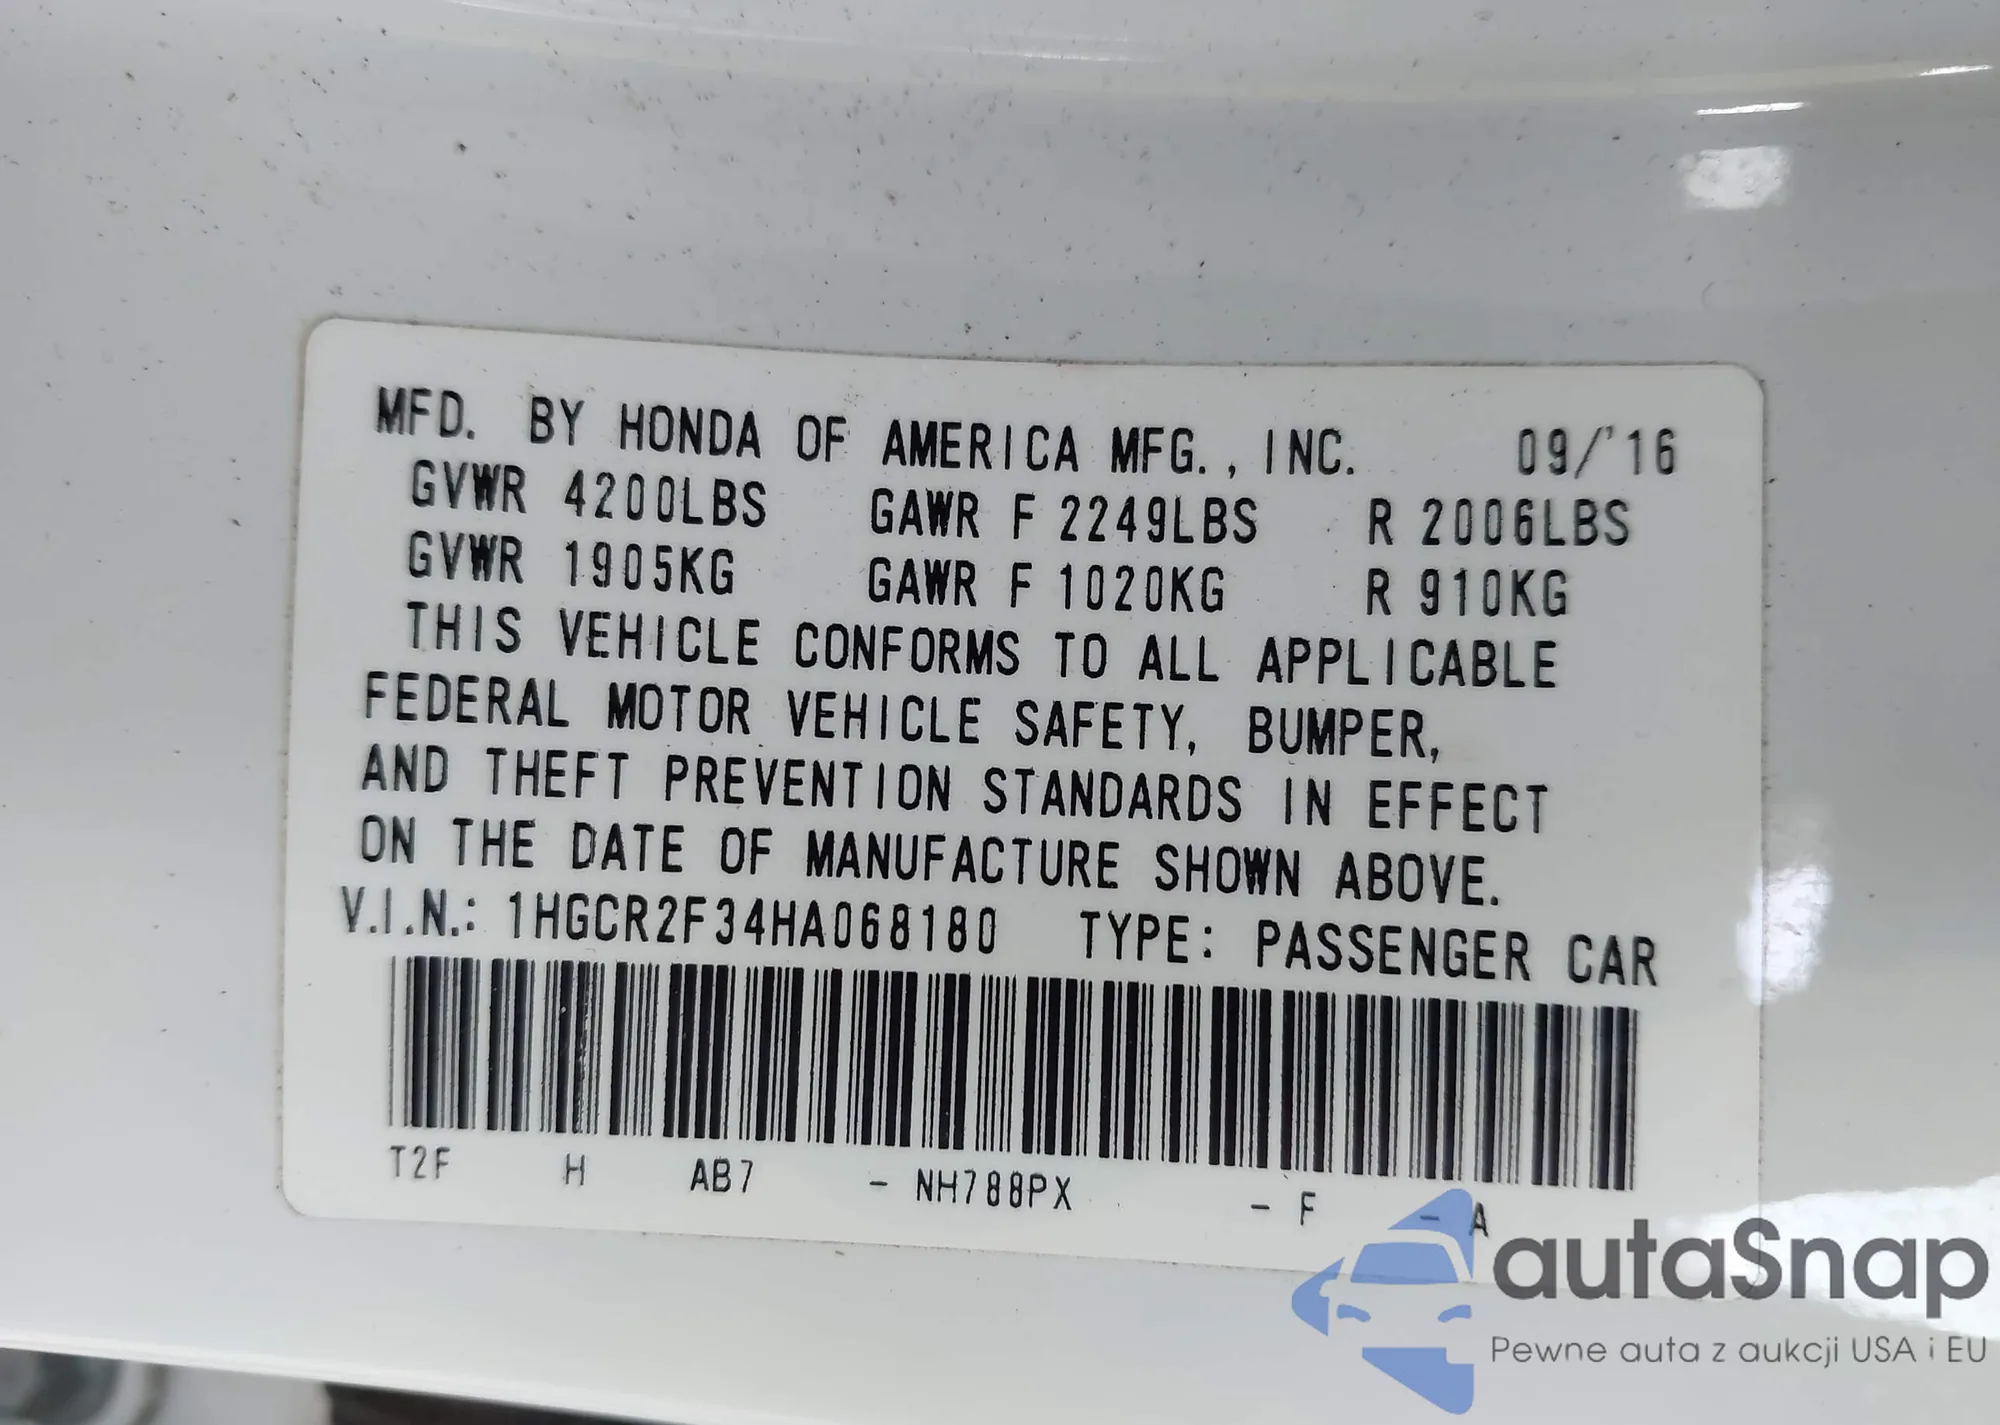 MFD. BY HONDA OF AMERICA MFG., INC. 09/'16
GVWR 4200LBS GAWR F 2249LBS R 2006LBS
GVWR 1905KG GAWR F 1020KG R 910KG
THIS VEHICLE CONFORMS TO ALL APPLICABLE
FEDERAL MOTOR VEHICLE SAFETY, BUMPER,
AND THEFT PREVENTION STANDARDS IN EFFECT
ON THE DATE OF MANUFACTURE SHOWN ABOVE.
V.I.N.: 1HGCR2F34HA068180 TYPE: PASSENGER CAR
T2F H AB7 - NH788PX - F - A
autaSnap
Pewne auta z aukcji USA i EU